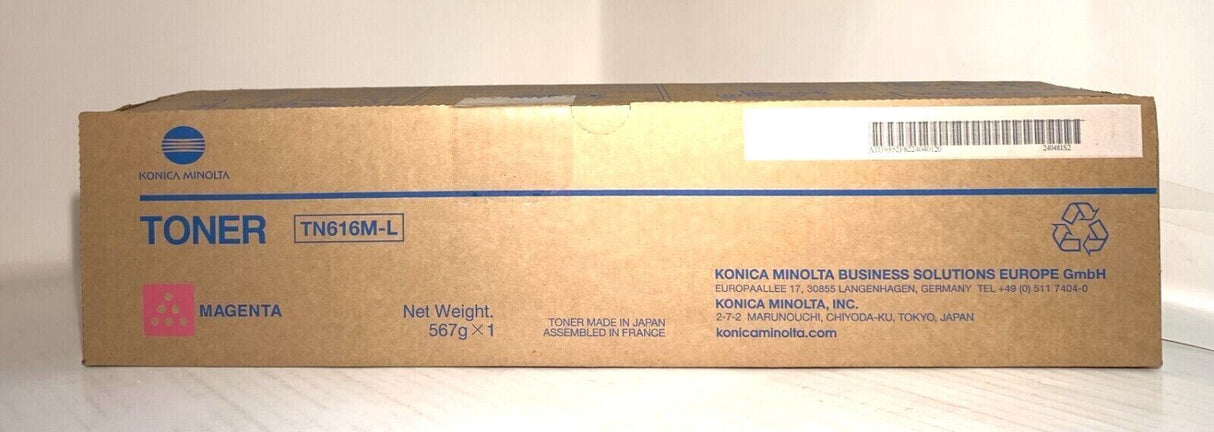 KONICA MINOLTA
240481S2
TONER TN616M-L
MAGENTA
Net Weight.
567g×1
TONER MADE IN JAPAN
ASSEMBLED IN FRANCE
KONICA MINOLTA BUSINESS SOLUTIONS EUROPE GmbH
EUROPAALLEE 17, 30855 LANGENHAGEN, GERMANY TEL +49 (0) 511 7404-0
KONICA MINOLTA, INC.
2-7-2 MARUNOUCHI, CHIYODA-KU, TOKYO, JAPAN
konicaminolta.com